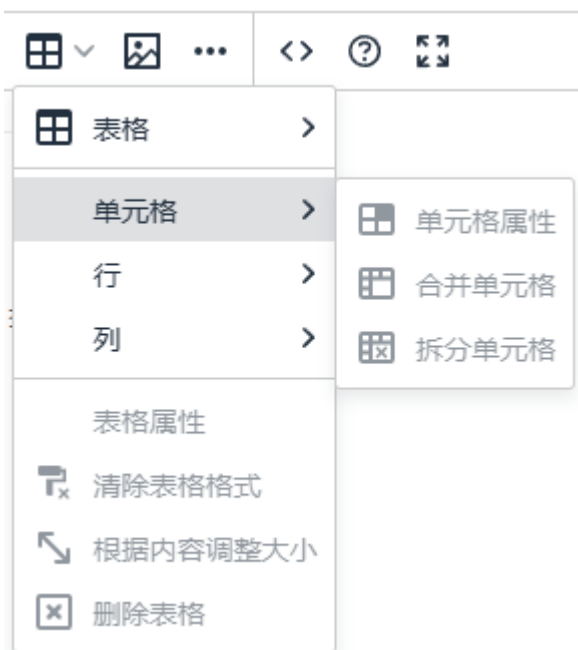 表格
单元格
行
列
表格属性
清除表格格式
根据内容调整大小
删除表格
单元格属性
合并单元格
拆分单元格